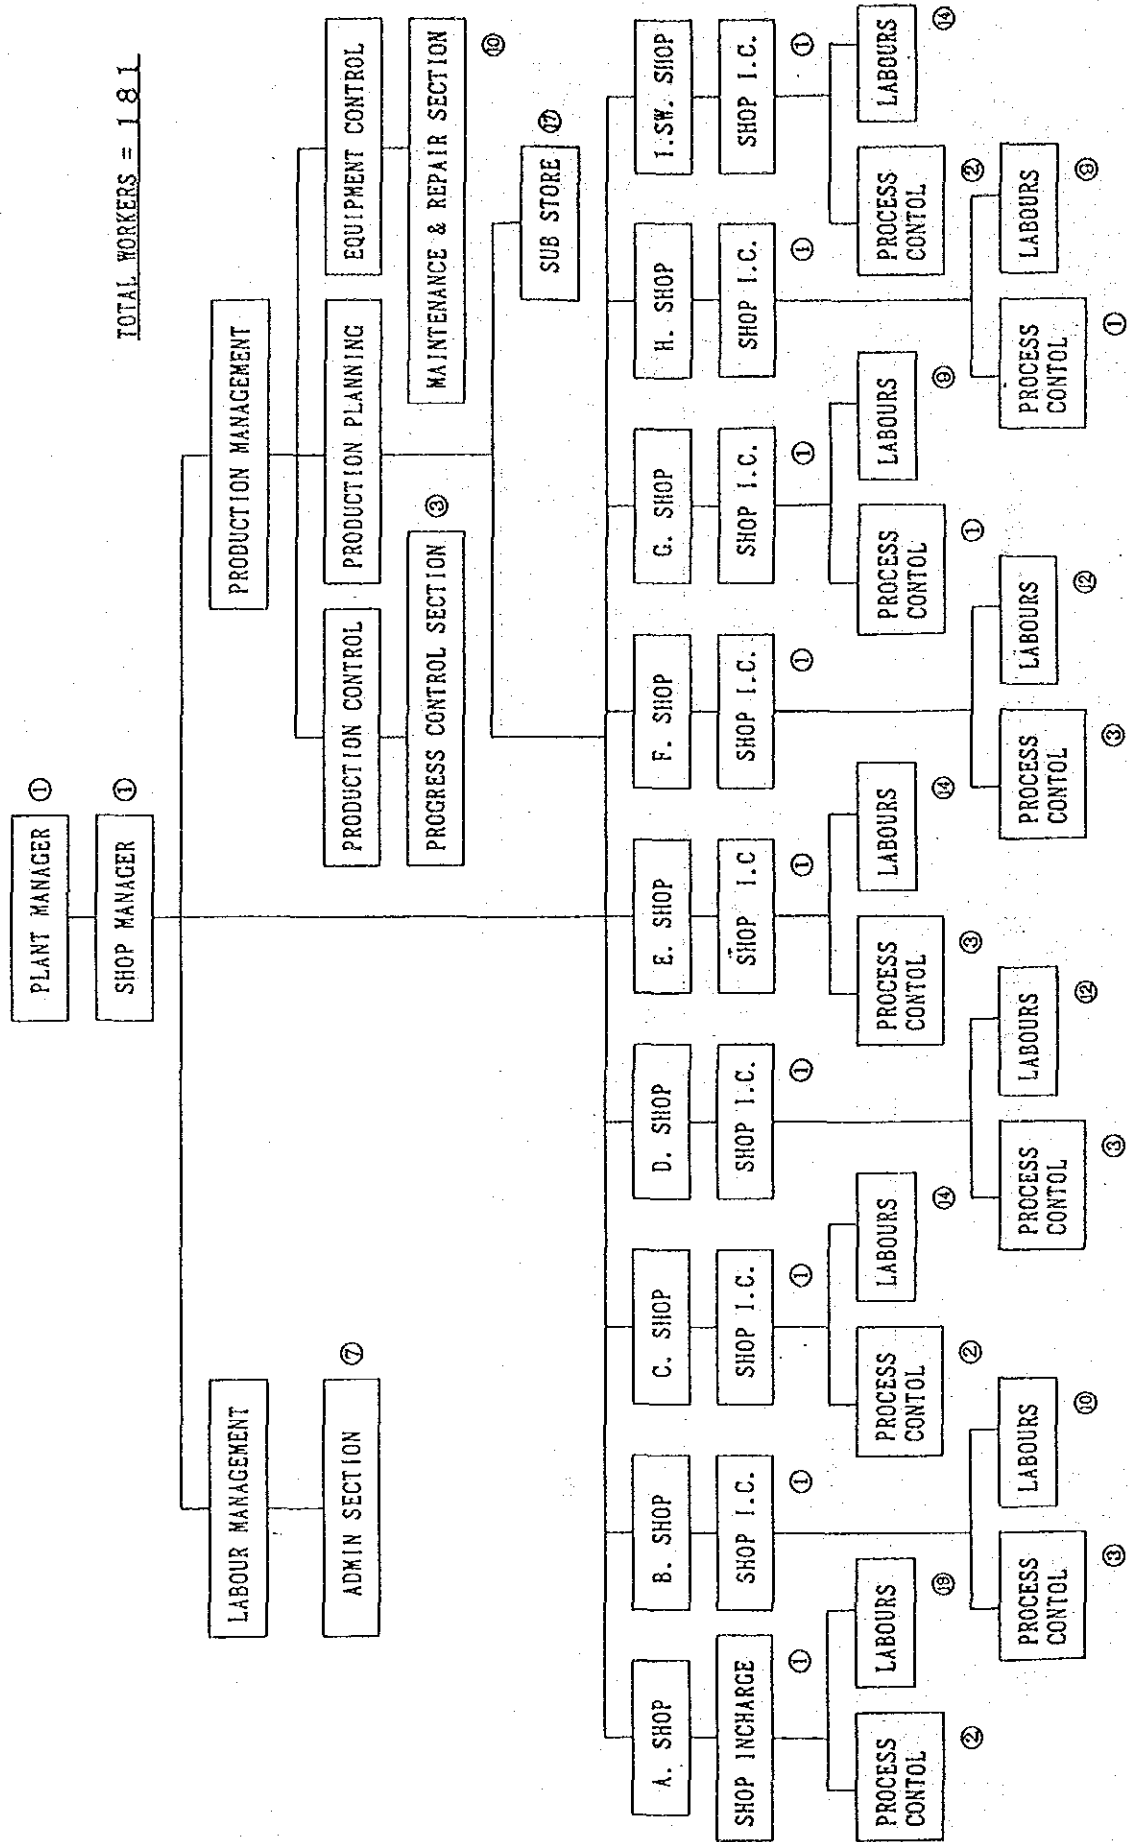 TOTAL WORKERS = 181
PLANT MANAGER ①
SHOP MANAGER ①
LABOUR MANAGEMENT
PRODUCTION MANAGEMENT
ADMIN SECTION ⑦
PRODUCTION CONTROL
PRODUCTION PLANNING
EQUIPMENT CONTROL
PROGRESS CONTROL SECTION ③
MAINTENANCE & REPAIR SECTION
⑩
SUB STORE ⑰
A. SHOP
B. SHOP
C. SHOP
D. SHOP
E. SHOP
F. SHOP
G. SHOP
H. SHOP
I.SW. SHOP
SHOP INCHARGE
SHOP I.C.
SHOP I.C.
SHOP I.C.
SHOP I.C
SHOP I.C.
SHOP I.C.
SHOP I.C.
SHOP I.C.
①
①
①
①
①
①
①
①
①
PROCESS
CONTOL
LABOURS
PROCESS
CONTOL
LABOURS
PROCESS
CONTOL
LABOURS
PROCESS
CONTOL
LABOURS
PROCESS
CONTOL
LABOURS
②
⑲
②
⑭
③
⑭
①
⑨
②
⑭
PROCESS
CONTOL
LABOURS
PROCESS
CONTOL
LABOURS
PROCESS
CONTOL
LABOURS
PROCESS
CONTOL
LABOURS
③
⑩
③
⑫
③
⑫
①
⑨